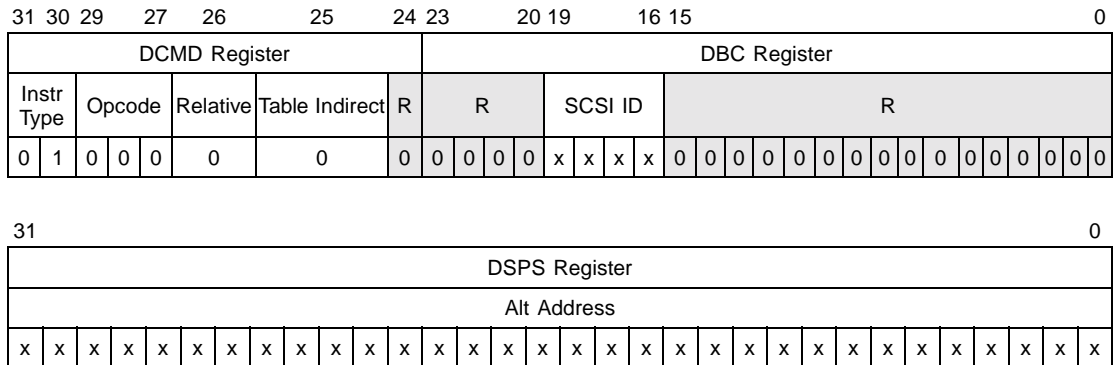 31 30 29 27 26 25 24 23 20 19 16 15 0
DCMD Register DBC Register
Instr Type Opcode Relative Table Indirect R R SCSI ID R
0 1 0 0 0 0 0 0 0 0 0 0 x x x x 0 0 0 0 0 0 0 0 0 0 0 0 0 0 0 0
31 0
DSPS Register
Alt Address
x x x x x x x x x x x x x x x x x x x x x x x x x x x x x x x x